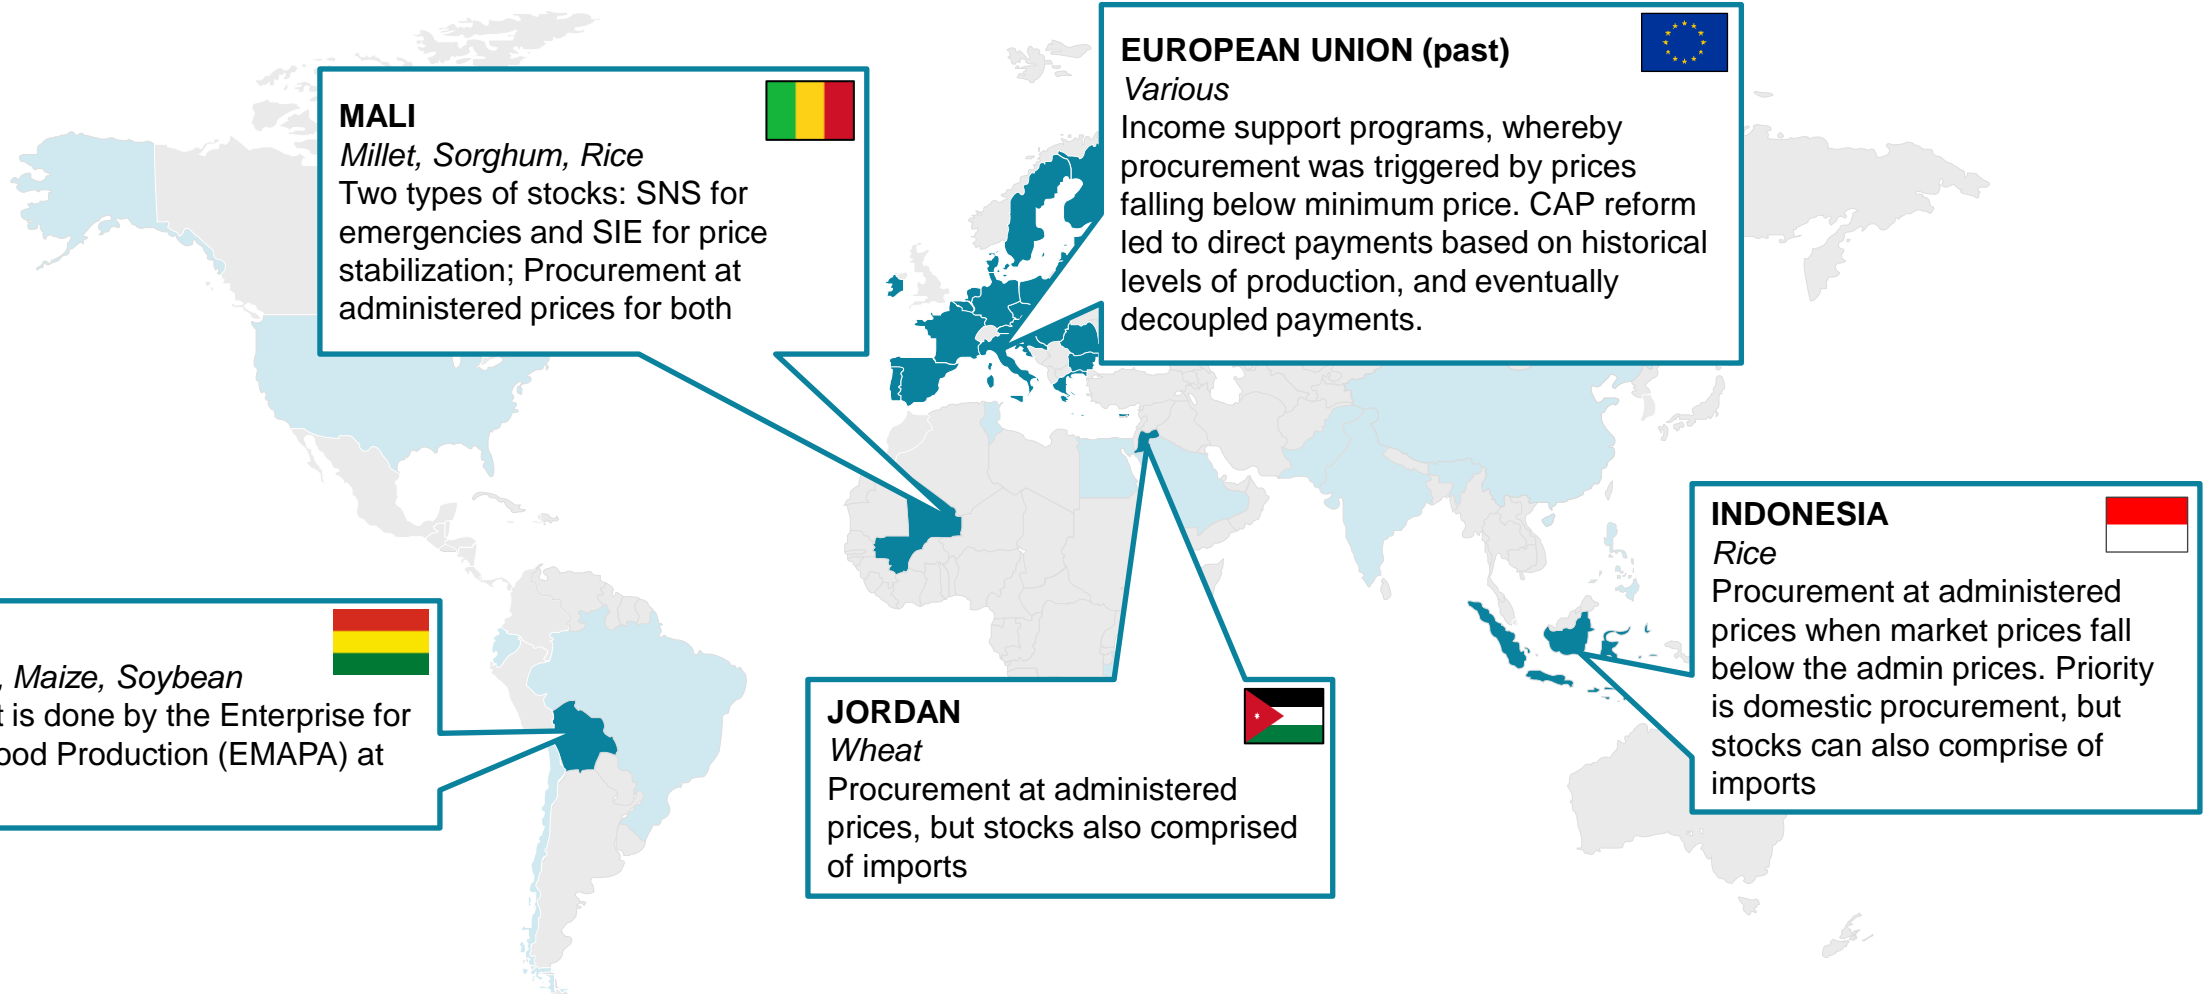 MALI
Millet, Sorghum, Rice
Two types of stocks: SNS for
emergencies and SIE for price
stabilization; Procurement at
administered prices for both
EUROPEAN UNION (past)
Various
Income support programs, whereby
procurement was triggered by prices
falling below minimum price. CAP reform
led to direct payments based on historical
levels of production, and eventually
decoupled payments.
, Maize, Soybean
t is done by the Enterprise for
ood Production (EMAPA) at
JORDAN
Wheat
Procurement at administered
prices, but stocks also comprised
of imports
INDONESIA
Rice
Procurement at administered
prices when market prices fall
below the admin prices. Priority
is domestic procurement, but
stocks can also comprise of
imports